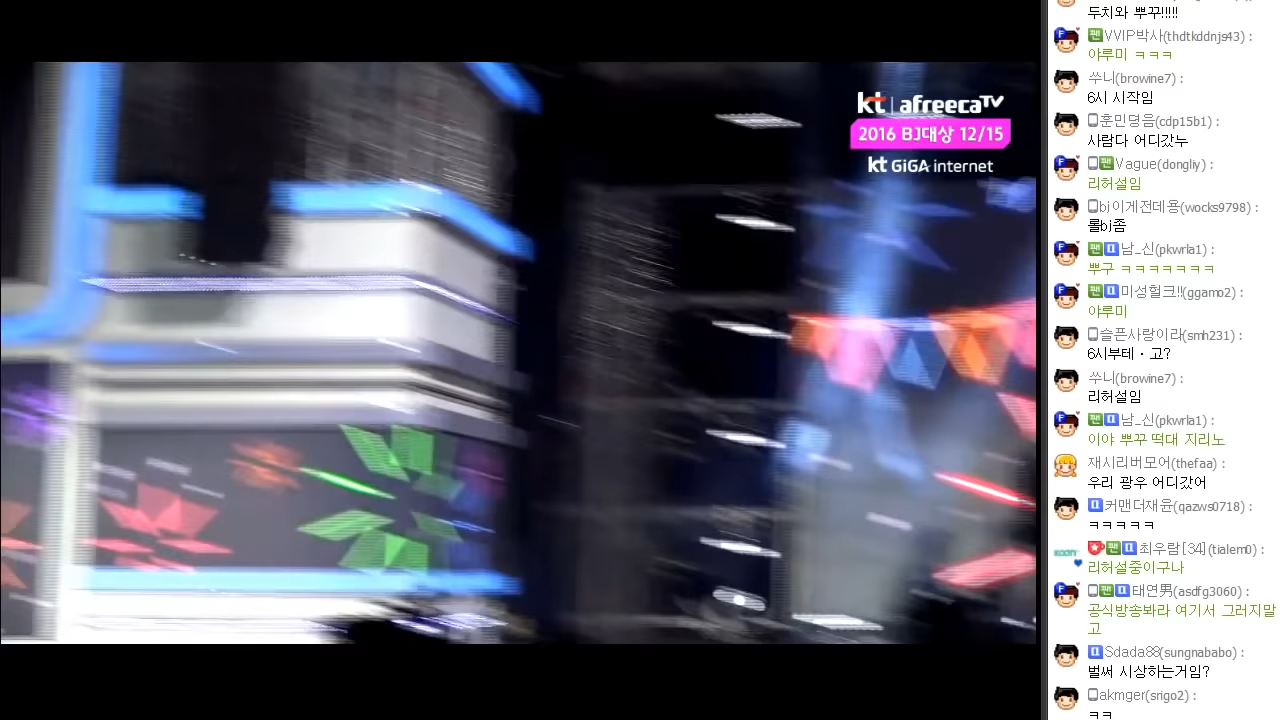 kt | afreecaTV
2016 BJ대상 12/15
kt GiGA internet
두치와 뿌꾸!!!!!
팬 VVIP박사(thdtkddnjs43) :
야루미 ㅋㅋㅋ
쑤니(browine7) :
6시 시작임
훈민명음(cdp15b1) :
사람다 어디갔누
팬 Vague(dongliy) :
리허설임
bj이게전데용(wocks9798) :
롤bj좀
팬 남_신(pkwrla1) :
뿌구 ㅋㅋㅋㅋㅋㅋㅋ
팬 미성헐크!!(ggamo2) :
야루미
슬픈사랑이라(smh231) :
6시부테·고?
쑤니(browine7) :
리허설임
팬 남_신(pkwrla1) :
이야 뿌꾸 떡대 지리노
재시리버모어(thefaa) :
우리 광우 어디갔어
커맨더재윤(qazws0718) :
ㅋㅋㅋㅋㅋ
팬 최우람[34](tialem0) :
리허설중이구나
팬 태연男(asdfg3060) :
공식방송봐라 여기서 그러지말
고
Sdada88(sungnababo) :
벌써 시상하는거임?
akmger(srigo2) :
ㅋㅋ